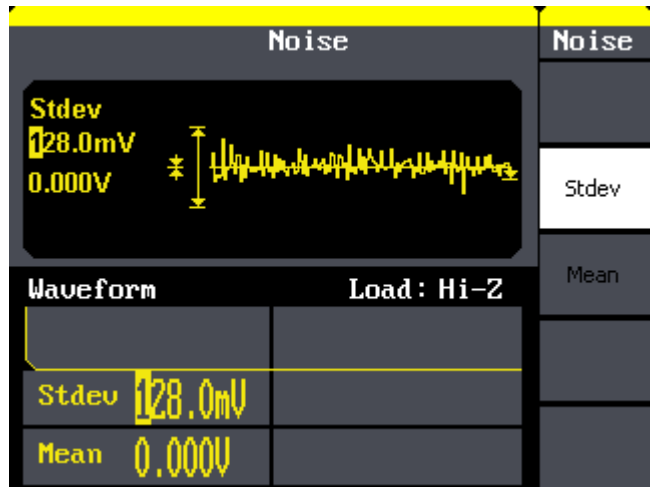 Noise
Noise
Stdev
128.0mV
0.000V
Stdev
Mean
Waveform Load: Hi-Z
Stdev 128.0mV
Mean 0.000V